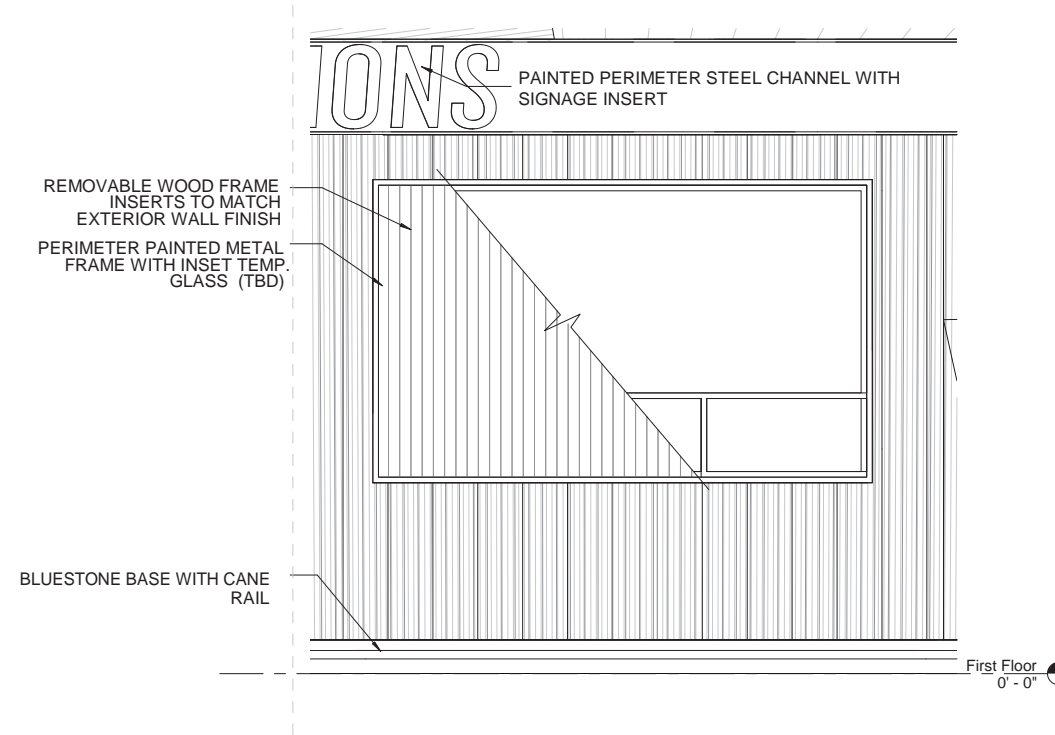 IONS
PAINTED PERIMETER STEEL CHANNEL WITH
SIGNAGE INSERT
REMOVABLE WOOD FRAME
INSERTS TO MATCH
EXTERIOR WALL FINISH
PERIMETER PAINTED METAL
FRAME WITH INSET TEMP.
GLASS (TBD)
BLUESTONE BASE WITH CANE
RAIL
First Floor
0' - 0"